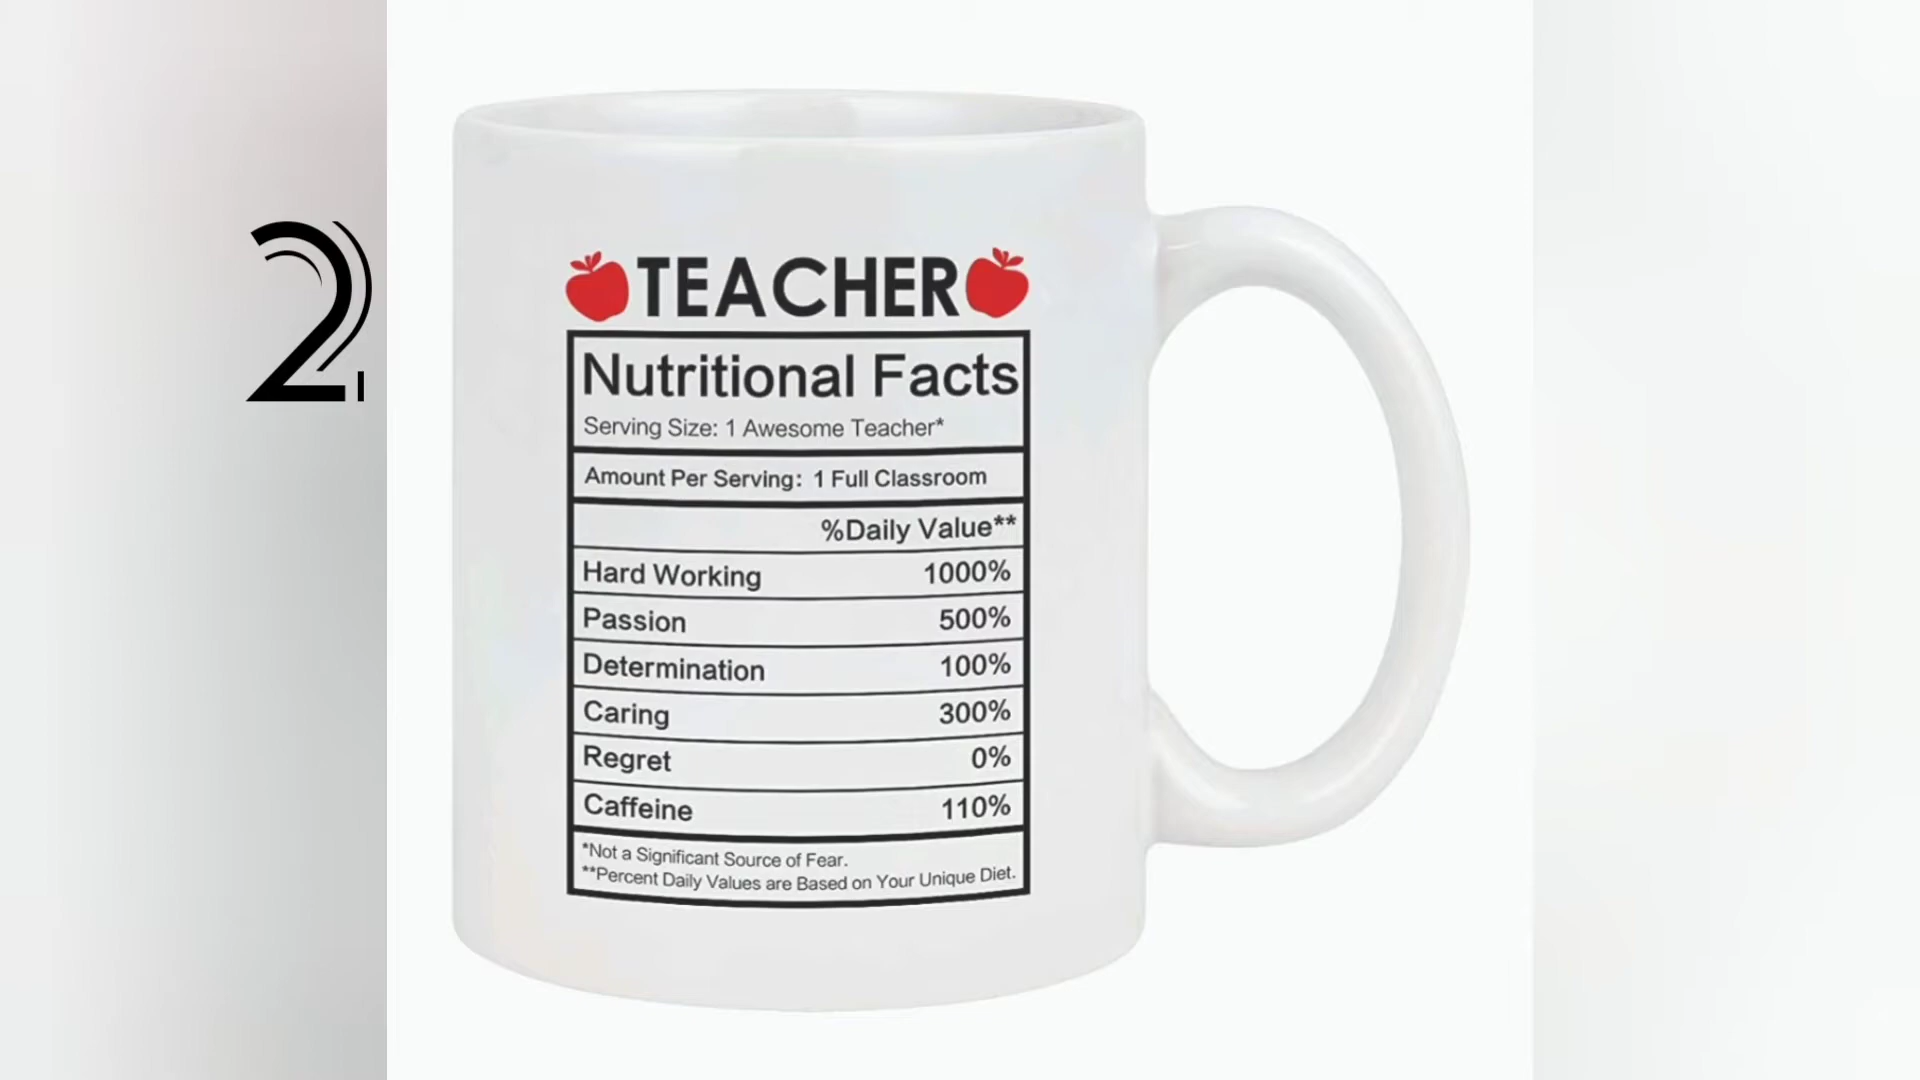 2
TEACHER
Nutritional Facts
Serving Size: 1 Awesome Teacher*
Amount Per Serving: 1 Full Classroom
%Daily Value**
Hard Working 1000%
Passion 500%
Determination 100%
Caring 300%
Regret 0%
Caffeine 110%
*Not a Significant Source of Fear.
**Percent Daily Values are Based on Your Unique Diet.